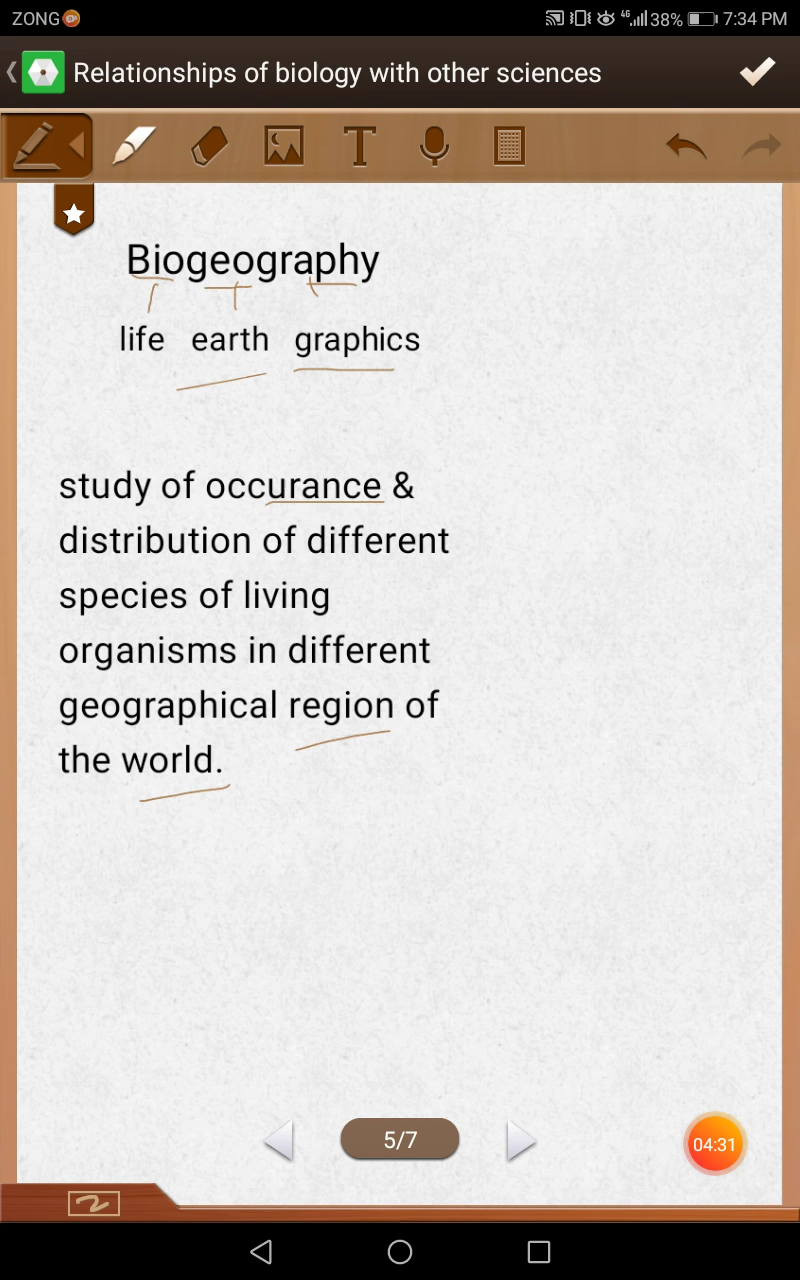 ZONG
4G 38% 7:34 PM
Relationships of biology with other sciences
T
Biogeography
life earth graphics
study of occurance &
distribution of different
species of living
organisms in different
geographical region of
the world.
5/7
04:31